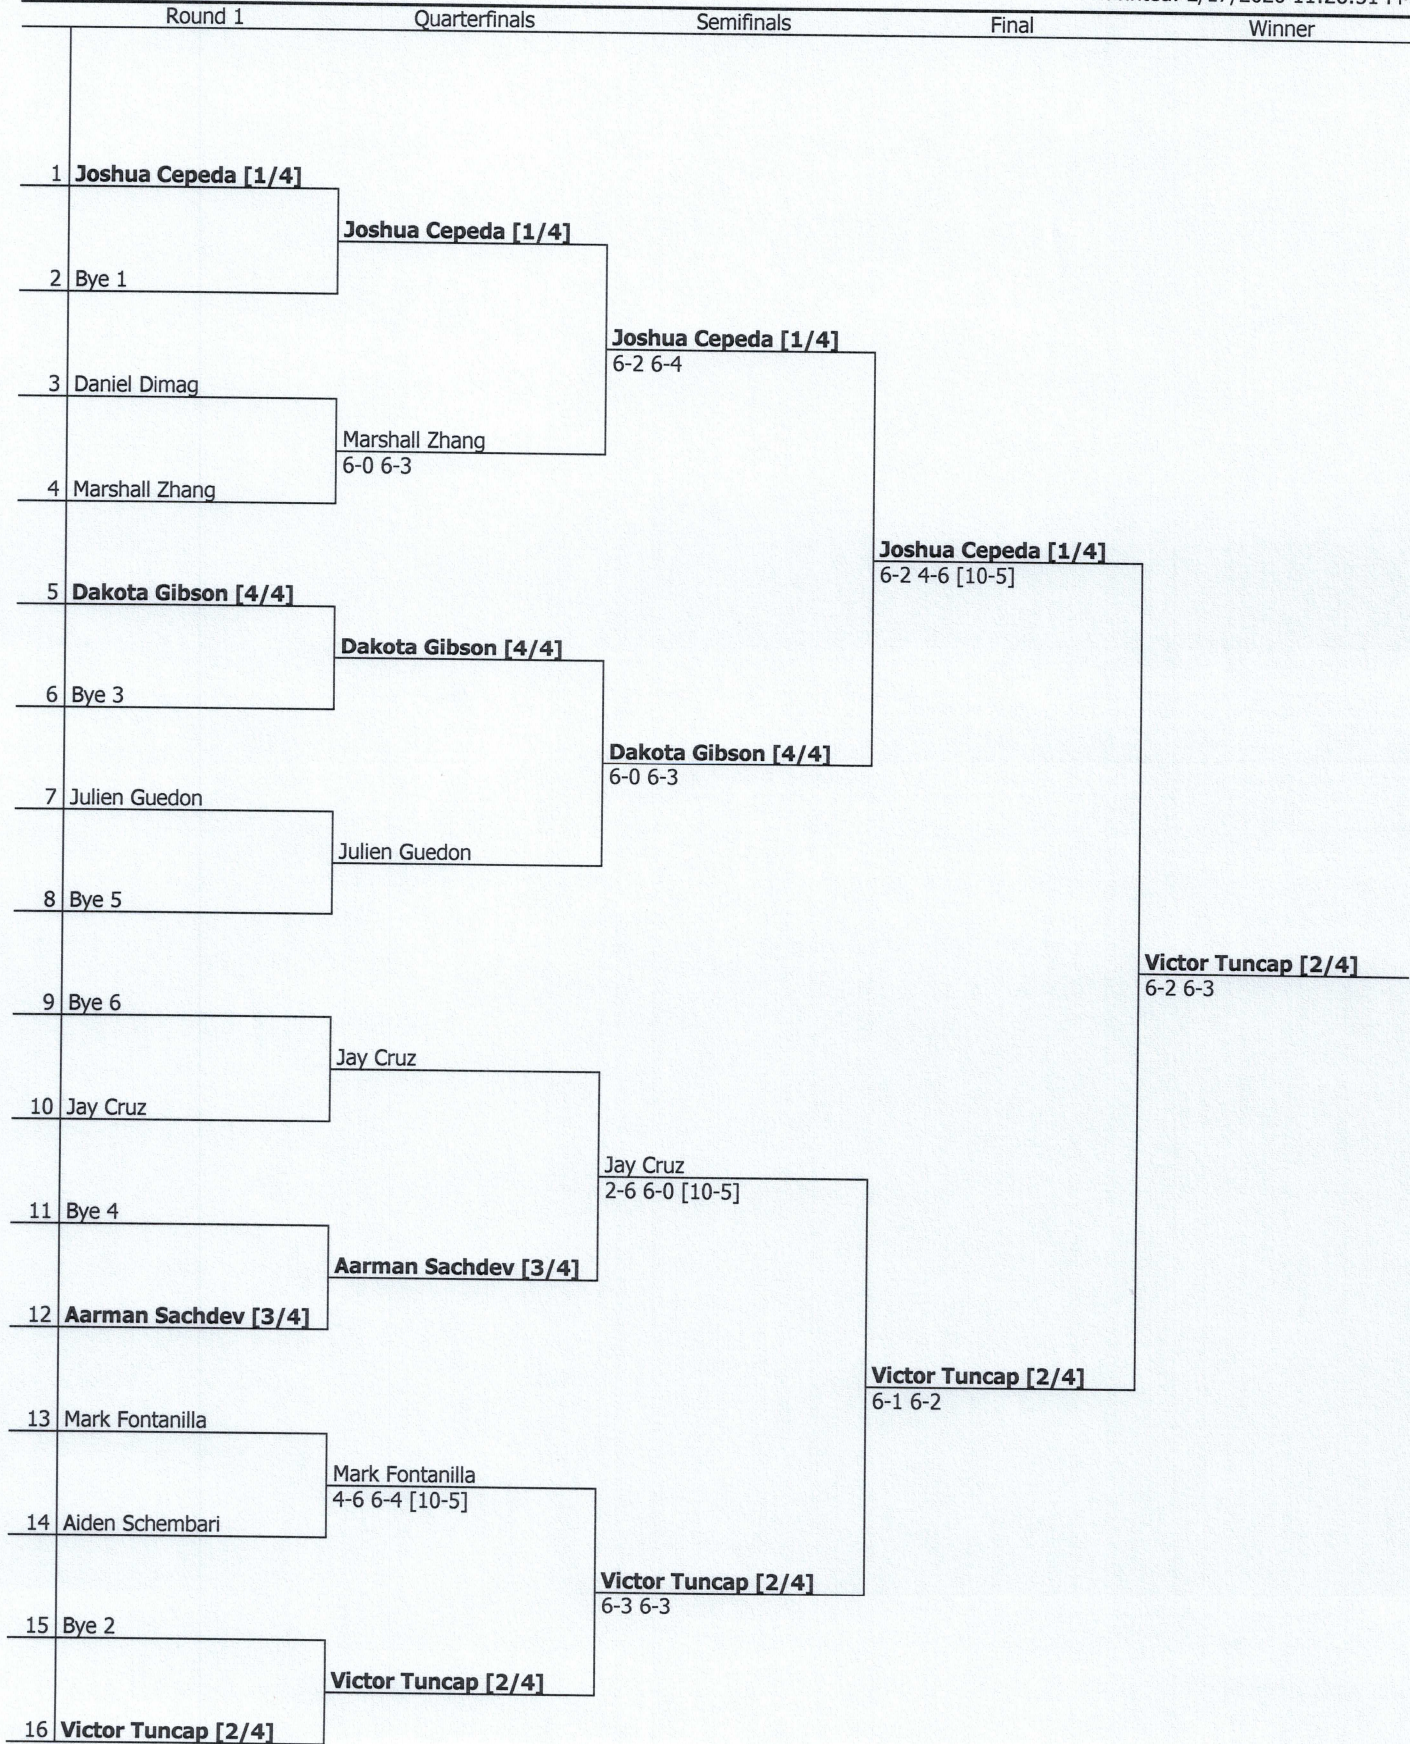 Round 1 Quarterfinals Semifinals Final Winner
1 Joshua Cepeda [1/4]
Joshua Cepeda [1/4]
2 Bye 1
Joshua Cepeda [1/4]
6-2 6-4
3 Daniel Dimag
Marshall Zhang
6-0 6-3
4 Marshall Zhang
Joshua Cepeda [1/4]
6-2 4-6 [10-5]
5 Dakota Gibson [4/4]
Dakota Gibson [4/4]
6 Bye 3
Dakota Gibson [4/4]
6-0 6-3
7 Julien Guedon
Julien Guedon
8 Bye 5
Victor Tuncap [2/4]
6-2 6-3
9 Bye 6
Jay Cruz
10 Jay Cruz
Jay Cruz
2-6 6-0 [10-5]
11 Bye 4
Aarman Sachdev [3/4]
12 Aarman Sachdev [3/4]
Victor Tuncap [2/4]
6-1 6-2
13 Mark Fontanilla
Mark Fontanilla
4-6 6-4 [10-5]
14 Aiden Schembari
Victor Tuncap [2/4]
6-3 6-3
15 Bye 2
Victor Tuncap [2/4]
16 Victor Tuncap [2/4]